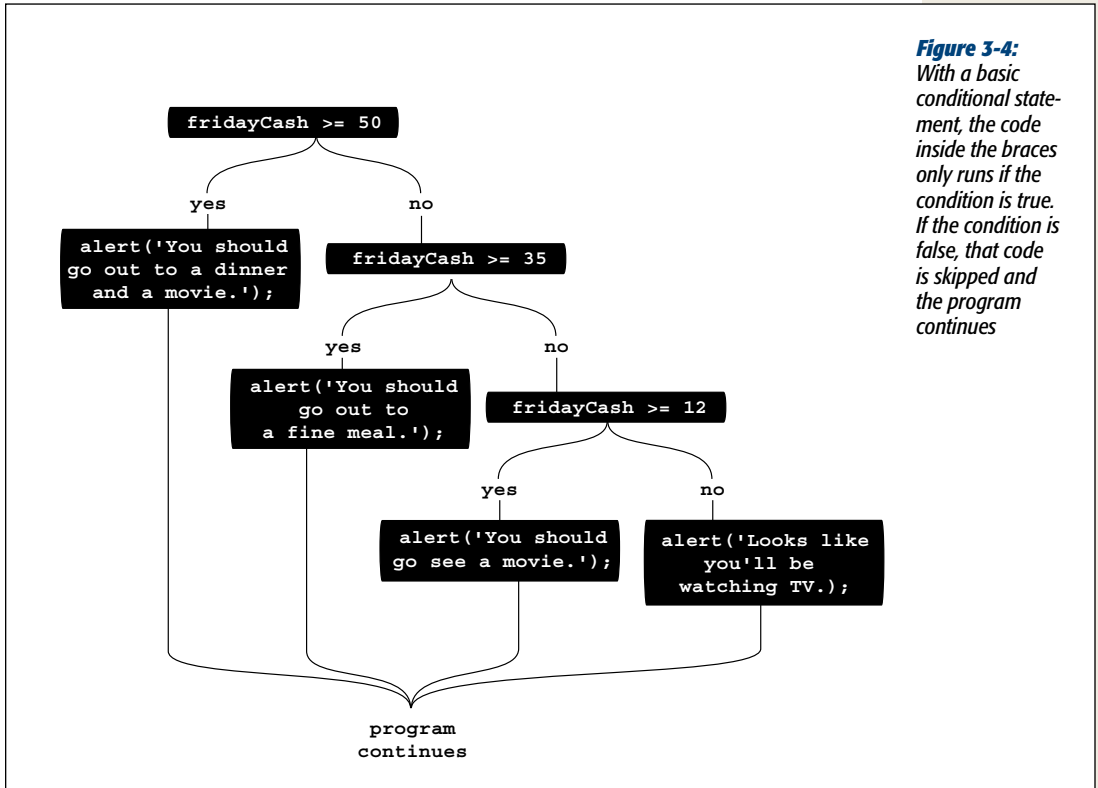 Figure 3-4:
With a basic
conditional state-
ment, the code
inside the braces
only runs if the
condition is true.
If the condition is
false, that code
is skipped and
the program
continues
fridayCash >= 50
yes
no
alert('You should
go out to a dinner
and a movie.');
fridayCash >= 35
yes
no
alert('You should
go out to
a fine meal.');
fridayCash >= 12
yes
no
alert('You should
go see a movie.');
alert('Looks like
you'll be
watching TV.);
program
continues